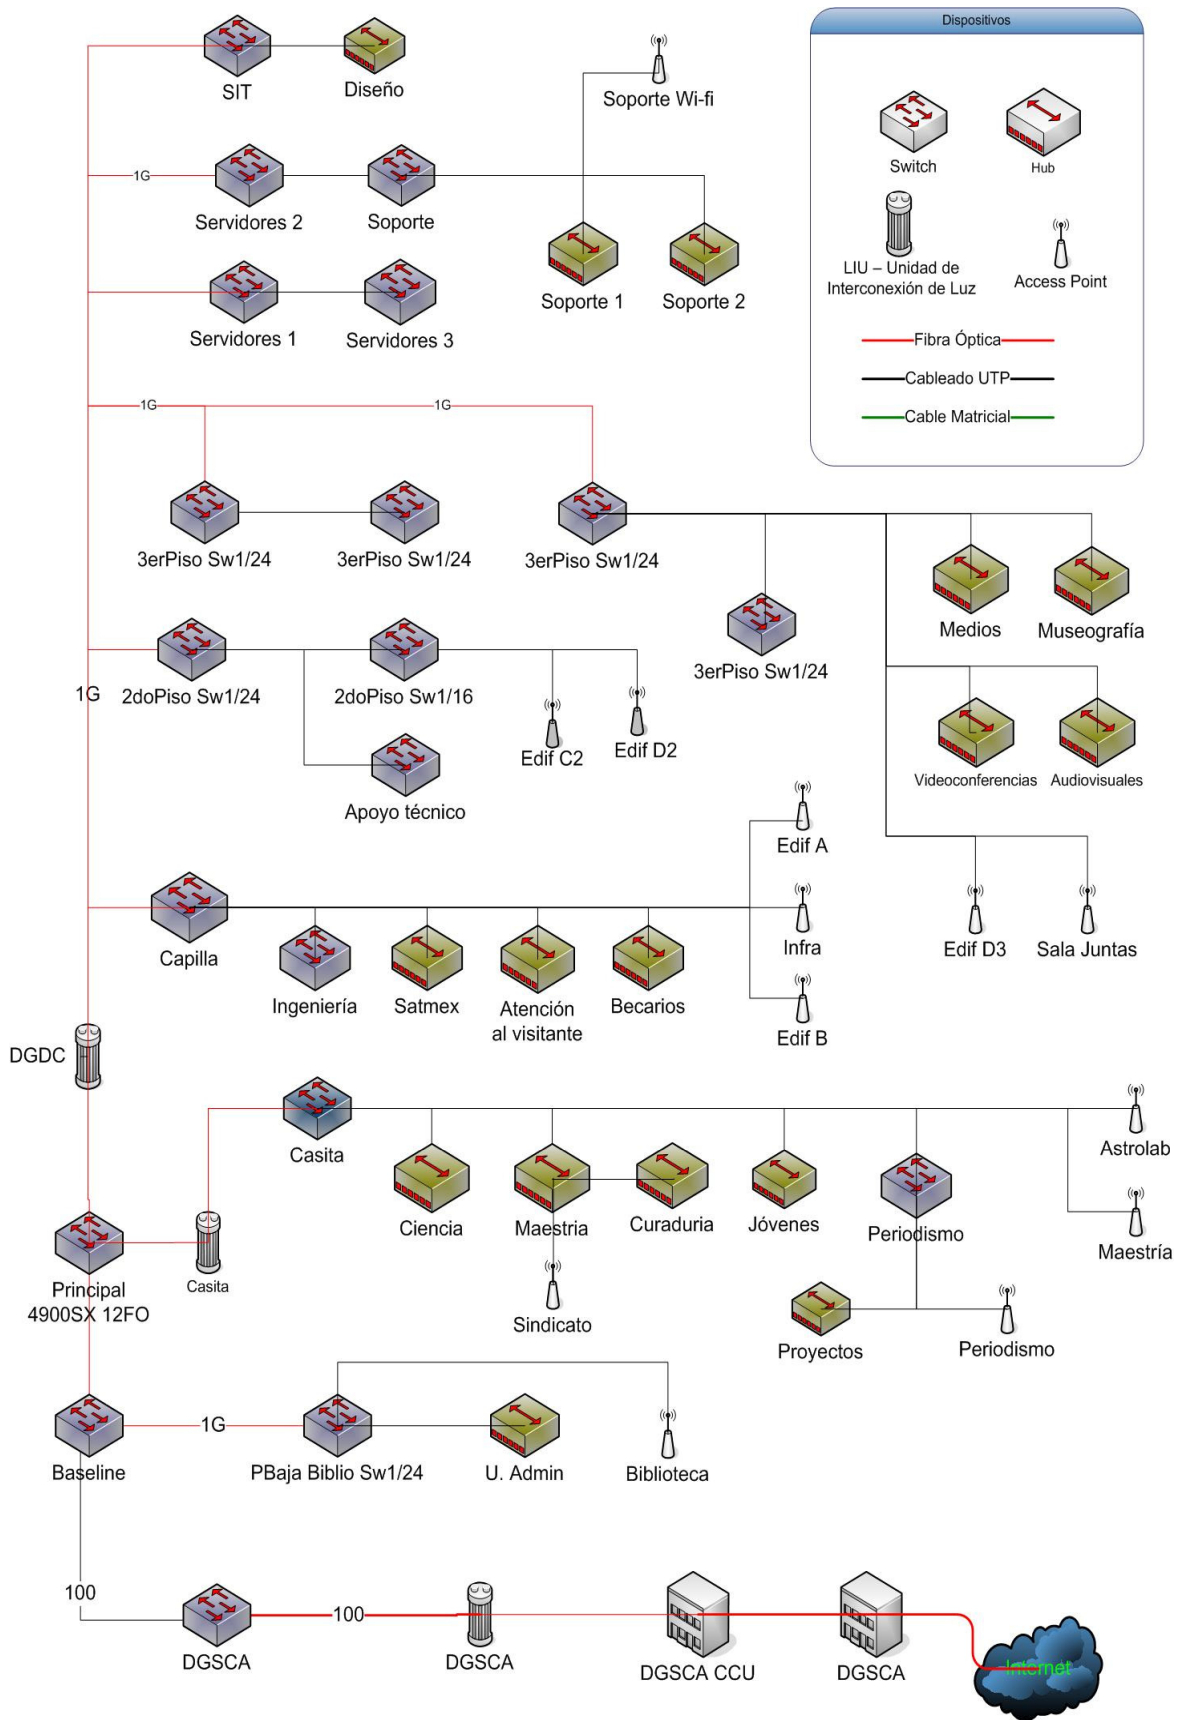 Dispositivos
Switch
Hub
LIU – Unidad de
Interconexión de Luz
Access Point
Fibra Óptica
Cableado UTP
Cable Matricial
SIT
Diseño
Soporte Wi-fi
1G
Servidores 2
Soporte
Soporte 1
Soporte 2
Servidores 1
Servidores 3
1G
1G
3erPiso Sw1/24
3erPiso Sw1/24
3erPiso Sw1/24
Medios
Museografía
3erPiso Sw1/24
1G
2doPiso Sw1/24
2doPiso Sw1/16
Edif C2
Edif D2
Videoconferencias
Audiovisuales
Apoyo técnico
Edif A
Capilla
Ingeniería
Satmex
Atención
al visitante
Becarios
Infra
Edif D3
Sala Juntas
Edif B
DGDC
Casita
Astrolab
Ciencia
Maestria
Curaduria
Jóvenes
Periodismo
Maestría
Principal
4900SX 12FO
Casita
Sindicato
Proyectos
Periodismo
Baseline
1G
PBaja Biblio Sw1/24
U. Admin
Biblioteca
100
DGSCA
100
DGSCA
DGSCA CCU
DGSCA
Internet